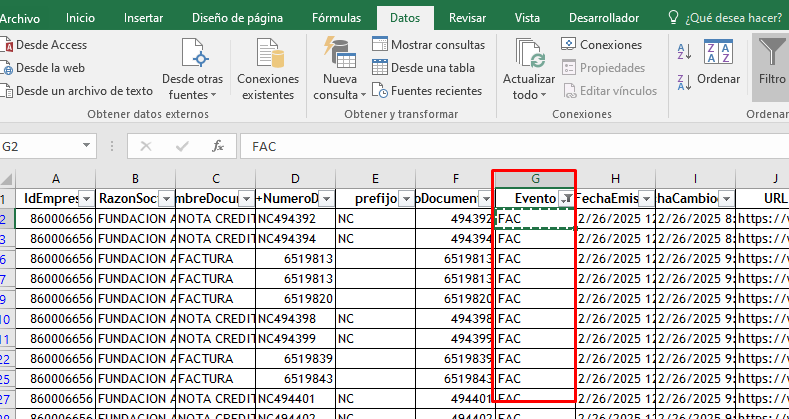 Archivo Inicio Insertar Diseño de página Fórmulas Datos Revisar Vista Desarrollador ¿Qué desea hacer?
Desde Access
Desde la web
Desde un archivo de texto
Desde otras
fuentes
Conexiones
existentes
Obtener datos externos
Nueva
consulta
Mostrar consultas
Desde una tabla
Fuentes recientes
Obtener y transformar
Actualizar
todo
Conexiones
Propiedades
Editar vínculos
Conexiones
Ordenar
Filtro
Ordenar
G2 fx FAC
A B C D E F G H I J
1 IdEmpres RazonSoc mbreDocum +NumeroD prefijo oDocument Evento FechaEmis haCambio URL
2 860006656 FUNDACION A NOTA CREDIT NC494392 NC 494392 FAC 2/26/2025 12 2/26/2025 8: https://v
3 860006656 FUNDACION A NOTA CREDIT NC494394 NC 494394 FAC 2/26/2025 12 2/26/2025 8: https://v
6 860006656 FUNDACION A FACTURA 6519813 6519813 FAC 2/26/2025 12 2/26/2025 9: https://v
7 860006656 FUNDACION A FACTURA 6519813 6519813 FAC 2/26/2025 12 2/26/2025 9: https://v
9 860006656 FUNDACION A FACTURA 6519820 6519820 FAC 2/26/2025 12 2/26/2025 9: https://v
10 860006656 FUNDACION A NOTA CREDIT NC494398 NC 494398 FAC 2/26/2025 12 2/26/2025 9: https://v
11 860006656 FUNDACION A NOTA CREDIT NC494399 NC 494399 FAC 2/26/2025 12 2/26/2025 9: https://v
22 860006656 FUNDACION A FACTURA 6519839 6519839 FAC 2/26/2025 12 2/26/2025 9: https://v
25 860006656 FUNDACION A FACTURA 6519843 6519843 FAC 2/26/2025 12 2/26/2025 9: https://v
860006656 FUNDACION A NOTA CREDIT NC494401 NC 494401 FAC 2/26/2025 12 2/26/2025 9: https://v
860006656 FUNDACION A NOTA CREDIT NC494402 NC 494402 FAC 2/26/2025 12 2/26/2025 9: https://v